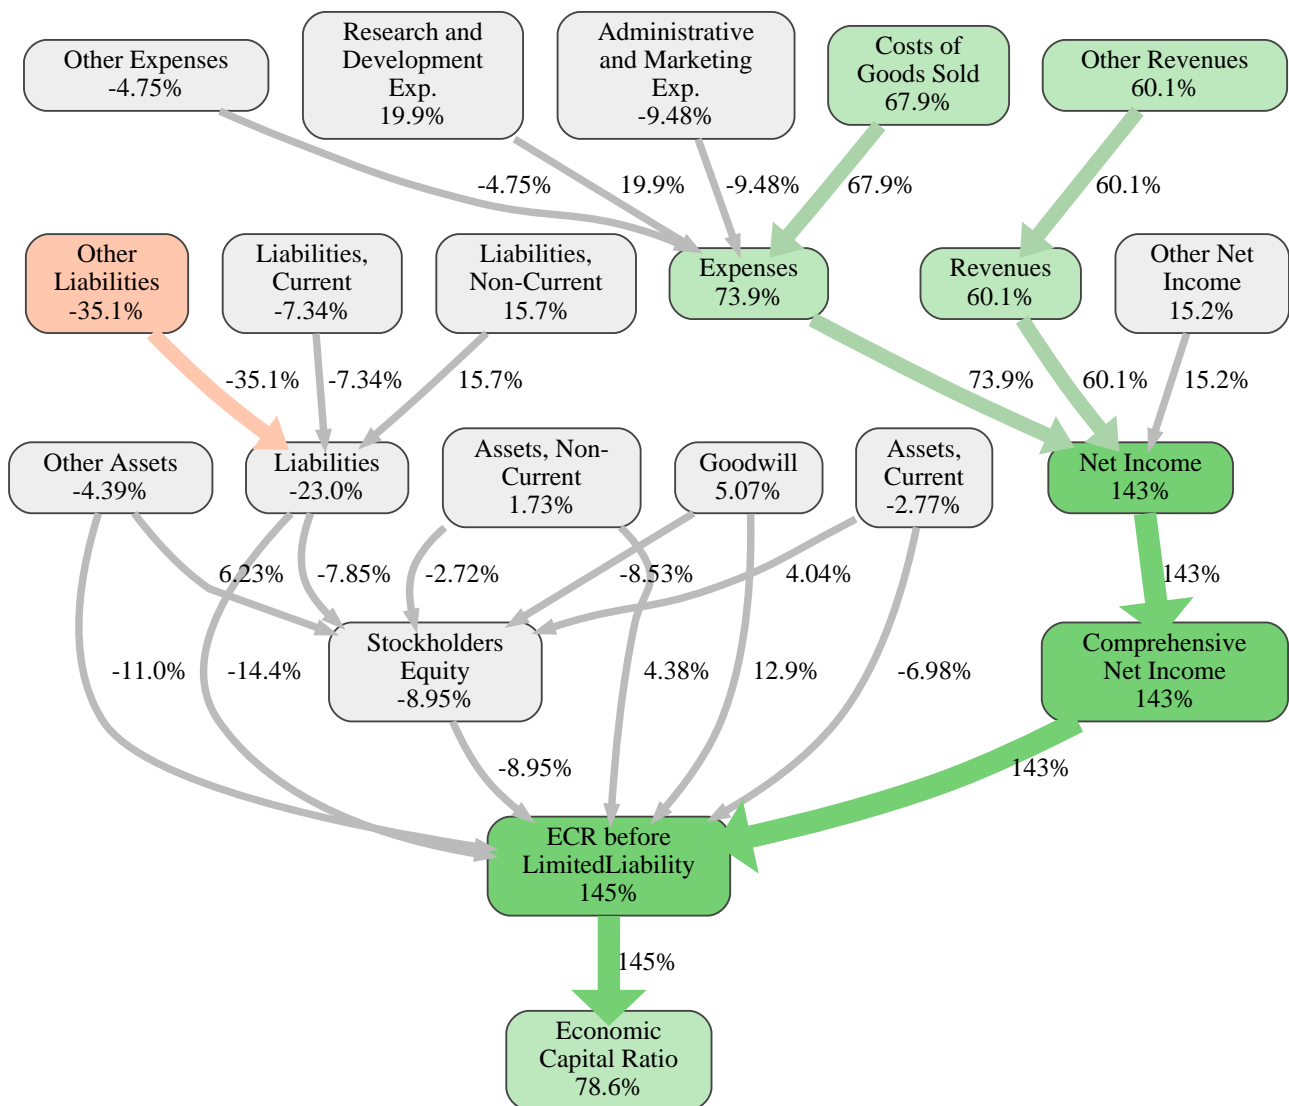 Other Expenses
-4.75%
Research and
Development
Exp.
19.9%
Administrative
and Marketing
Exp.
-9.48%
Costs of
Goods Sold
67.9%
Other Revenues
60.1%
-4.75%
19.9%
-9.48%
67.9%
60.1%
Other
Liabilities
-35.1%
Liabilities,
Current
-7.34%
Liabilities,
Non-Current
15.7%
Expenses
73.9%
Revenues
60.1%
Other Net
Income
15.2%
-35.1%
-7.34%
15.7%
73.9%
60.1%
15.2%
Other Assets
-4.39%
Liabilities
-23.0%
Assets, Non-
Current
1.73%
Goodwill
5.07%
Assets,
Current
-2.77%
Net Income
143%
6.23%
-7.85%
-2.72%
-8.53%
4.04%
143%
-11.0%
-14.4%
Stockholders
Equity
-8.95%
4.38%
12.9%
-6.98%
Comprehensive
Net Income
143%
-8.95%
143%
ECR before
LimitedLiability
145%
145%
Economic
Capital Ratio
78.6%